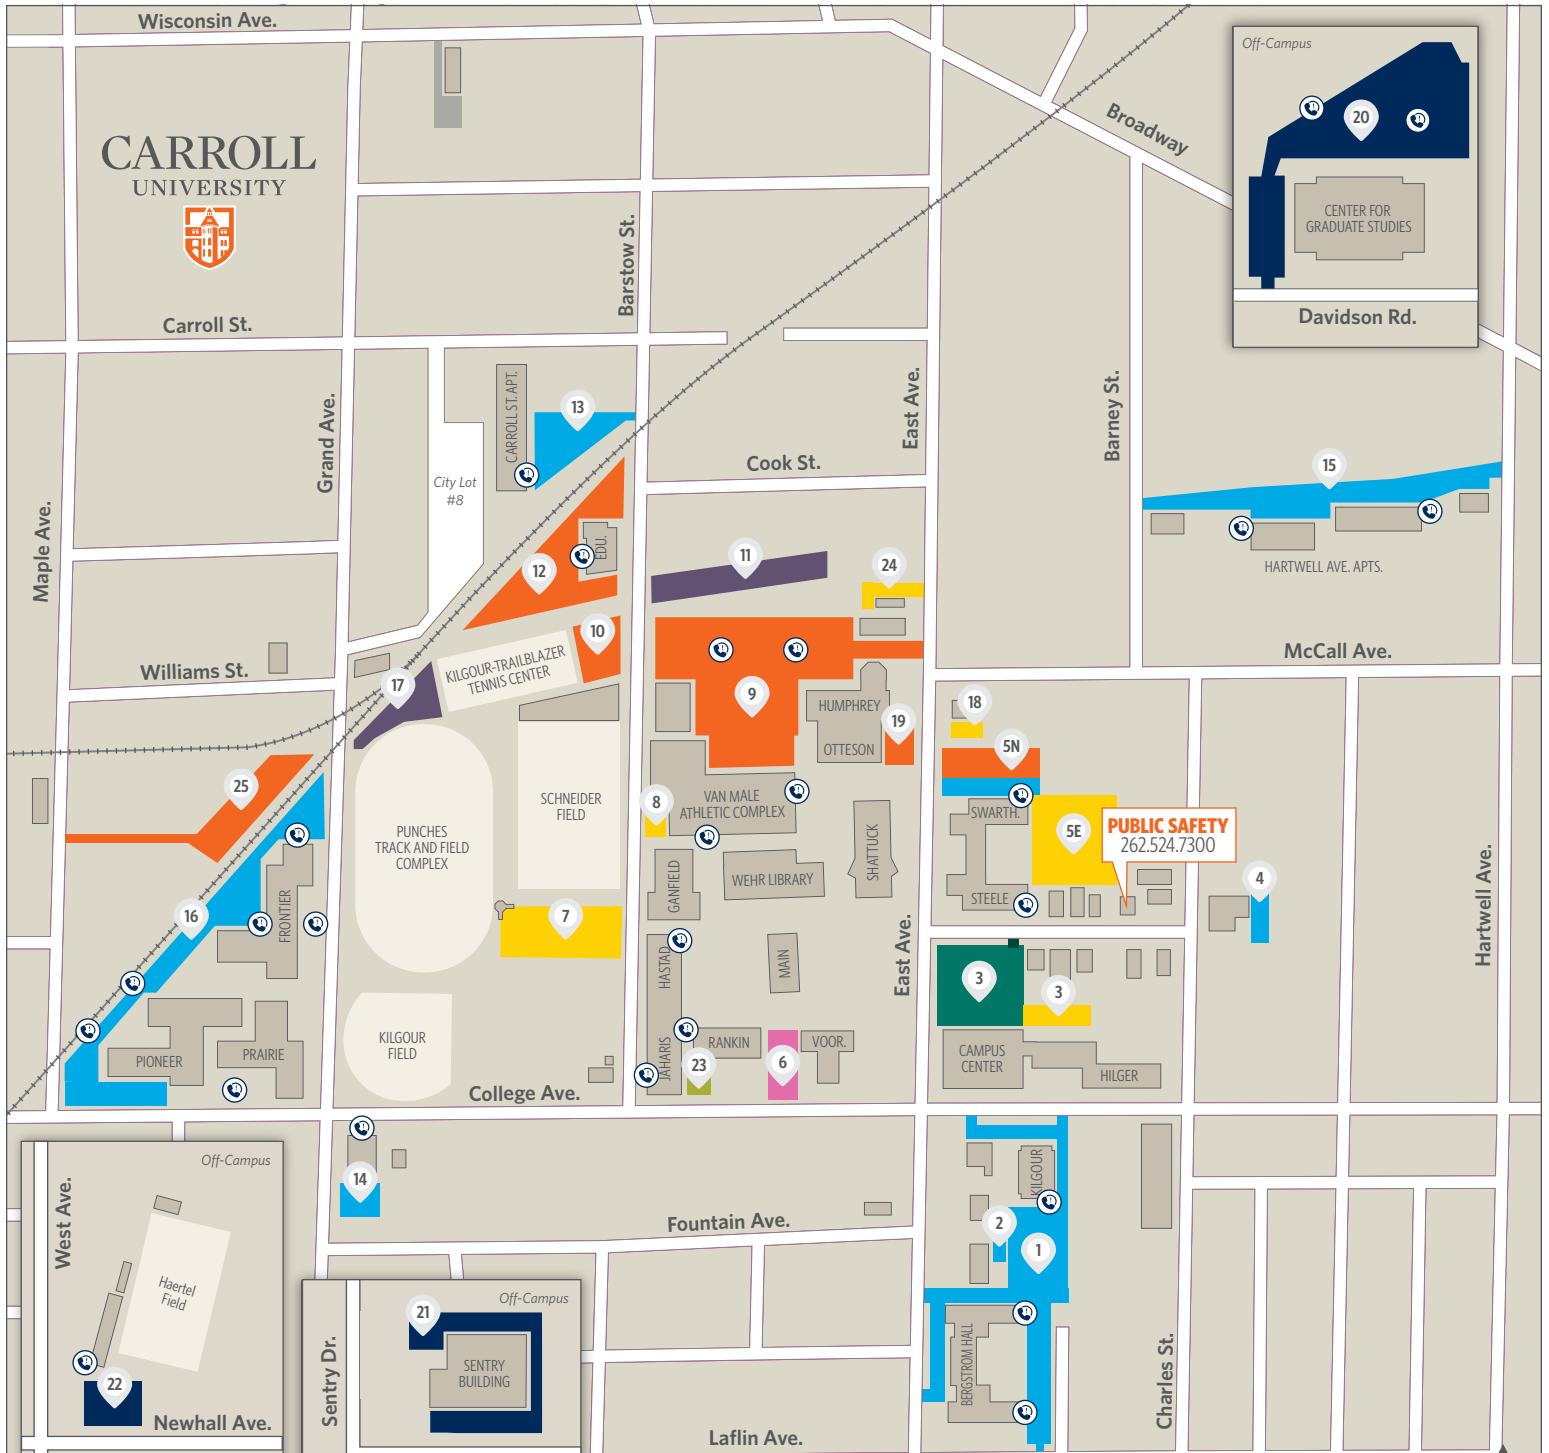 Wisconsin Ave.
CARROLL
UNIVERSITY
Broadway
Off-Campus
20
CENTER FOR
GRADUATE STUDIES
Davidson Rd.
Barstow St.
Carroll St.
Grand Ave.
CARROLL ST. APT.
13
East Ave.
Barney St.
Cook St.
15
City Lot
#8
Maple Ave.
EDU.
12
11
24
HARTWELL AVE. APTS.
10
Williams St.
KILGOUR-TRAILBLAZER
TENNIS CENTER
17
McCall Ave.
9
HUMPHREY
OTTESON
19
18
5N
25
SCHNEIDER
FIELD
PUNCHES
TRACK AND FIELD
COMPLEX
8
VAN MALE
ATHLETIC COMPLEX
SHATTUCK
SWARTH.
5E
PUBLIC SAFETY
262.524.7300
Hartwell Ave.
WEHR LIBRARY
GANFIELD
STEELE
4
16
FRONTIER
7
HASTAD
MAIN
East Ave.
3
3
PIONEER
PRAIRIE
KILGOUR
FIELD
JAHARIS
RANKIN
VOOR.
23
6
CAMPUS
CENTER
HILGER
College Ave.
Off-Campus
West Ave.
14
Haertel
Field
22
Newhall Ave.
Fountain Ave.
KILGOUR
2
1
Sentry Dr.
Off-Campus
21
SENTRY
BUILDING
BERGSTROM HALL
Charles St.
Laflin Ave.